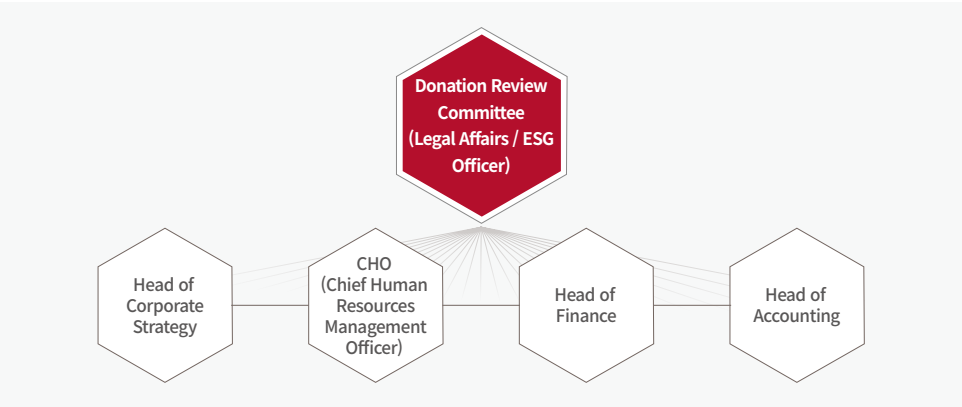 Donation Review
Committee
(Legal Affairs / ESG
Officer)
Head of
Corporate
Strategy
CHO
(Chief Human
Resources
Management
Officer)
Head of
Finance
Head of
Accounting